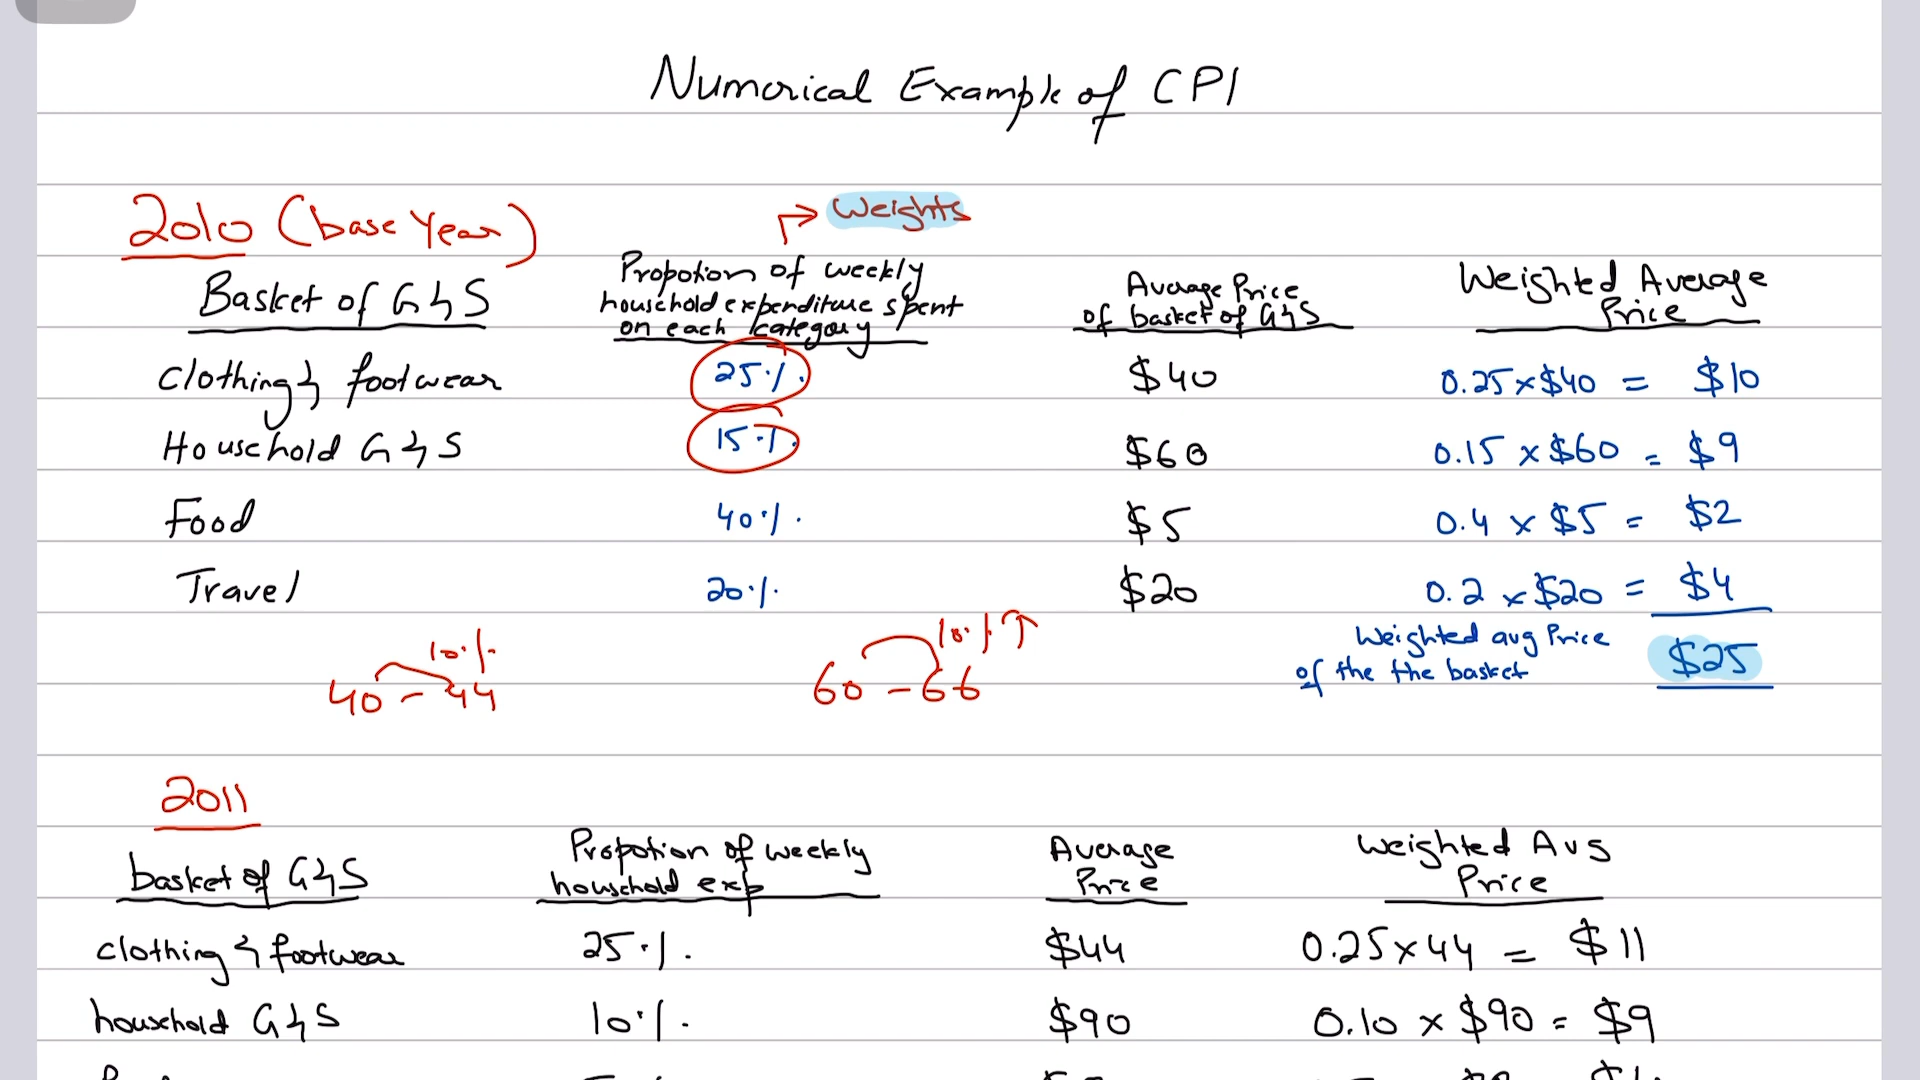 Numerical Example of CPI
2010 (base Year)
→ Weights
Basket of G&S
Propotion of weekly
household expenditure spent
on each category
Average Price
of basket of G&S
Weighted Average
Price
clothing & footwear 25%. $40 0.25x$40 = $10
Household G&S 15%. $60 0.15 x $60 = $9
Food 40%. $5 0.4 x $5 = $2
Travel 20%. $20 0.2 x $20 = $4
10%
40 - 44
10% ↑
60 - 66
Weighted avg Price
of the the basket
$25
2011
basket of G&S
Propotion of weekly
household exp
Average
Price
Weighted Avg
Price
clothing & footwear 25%. $44 0.25x44 = $11
household G&S 10%. $90 0.10 x $90 = $9